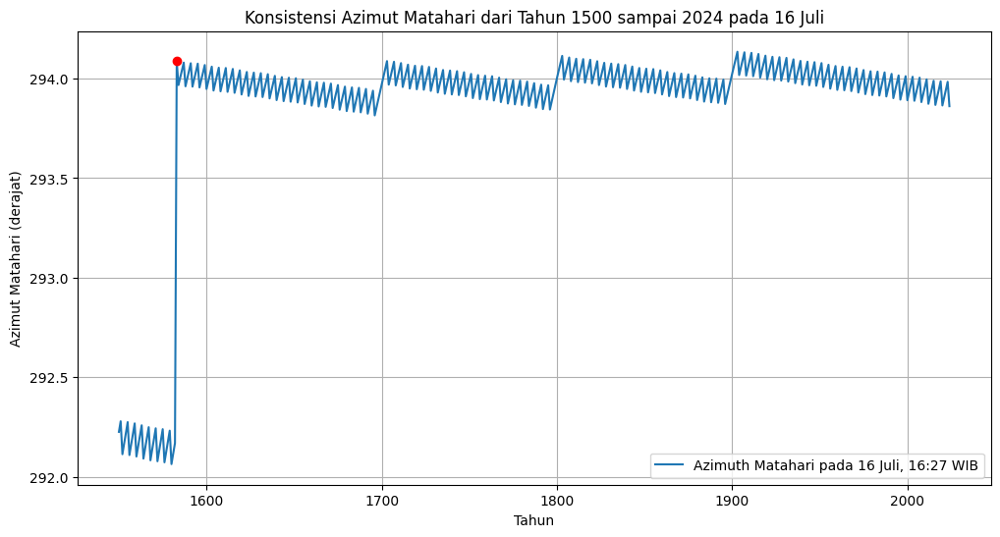 Konsistensi Azimut Matahari dari Tahun 1500 sampai 2024 pada 16 Juli
Azimut Matahari (derajat)
294.0
293.5
293.0
292.5
292.0
Azimuth Matahari pada 16 Juli, 16:27 WIB
1600
1700
1800
1900
2000
Tahun